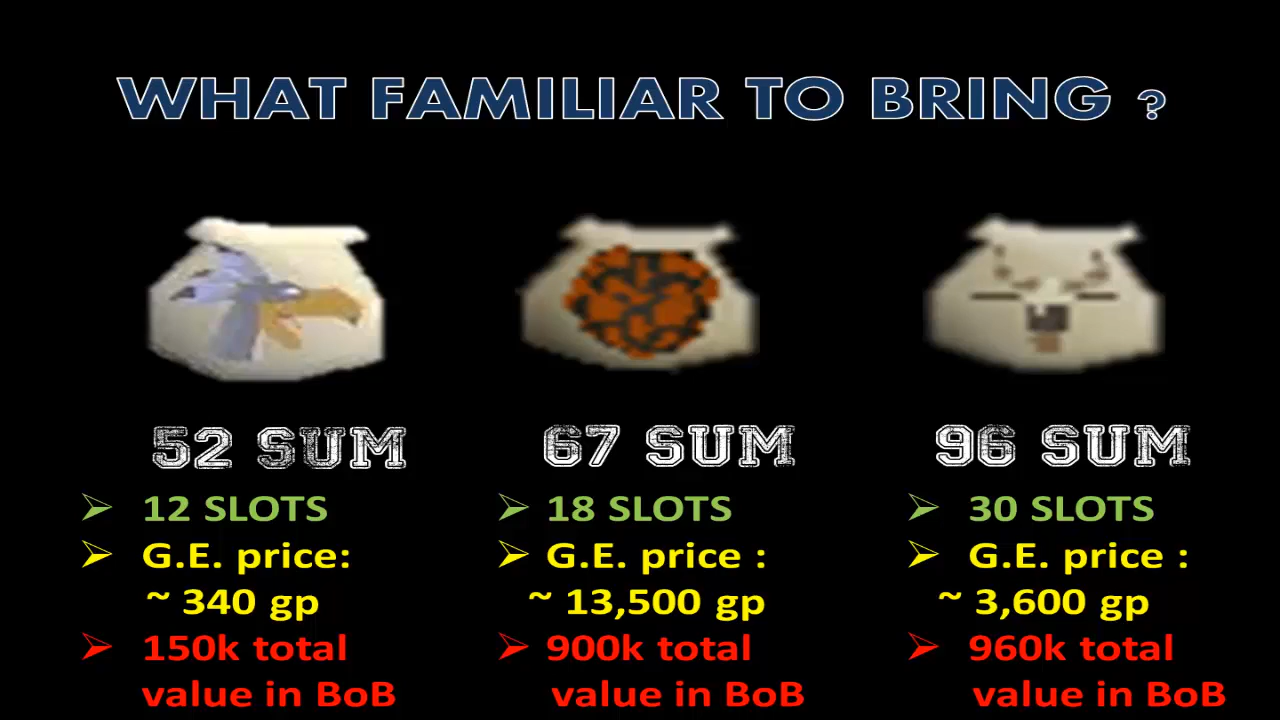 WHAT FAMILIAR TO BRING ?
52 SUM
➢ 12 SLOTS
➢ G.E. price:
~ 340 gp
➢ 150k total
value in BoB
67 SUM
➢ 18 SLOTS
➢ G.E. price :
~ 13,500 gp
➢ 900k total
value in BoB
96 SUM
➢ 30 SLOTS
➢ G.E. price :
~ 3,600 gp
➢ 960k total
value in BoB